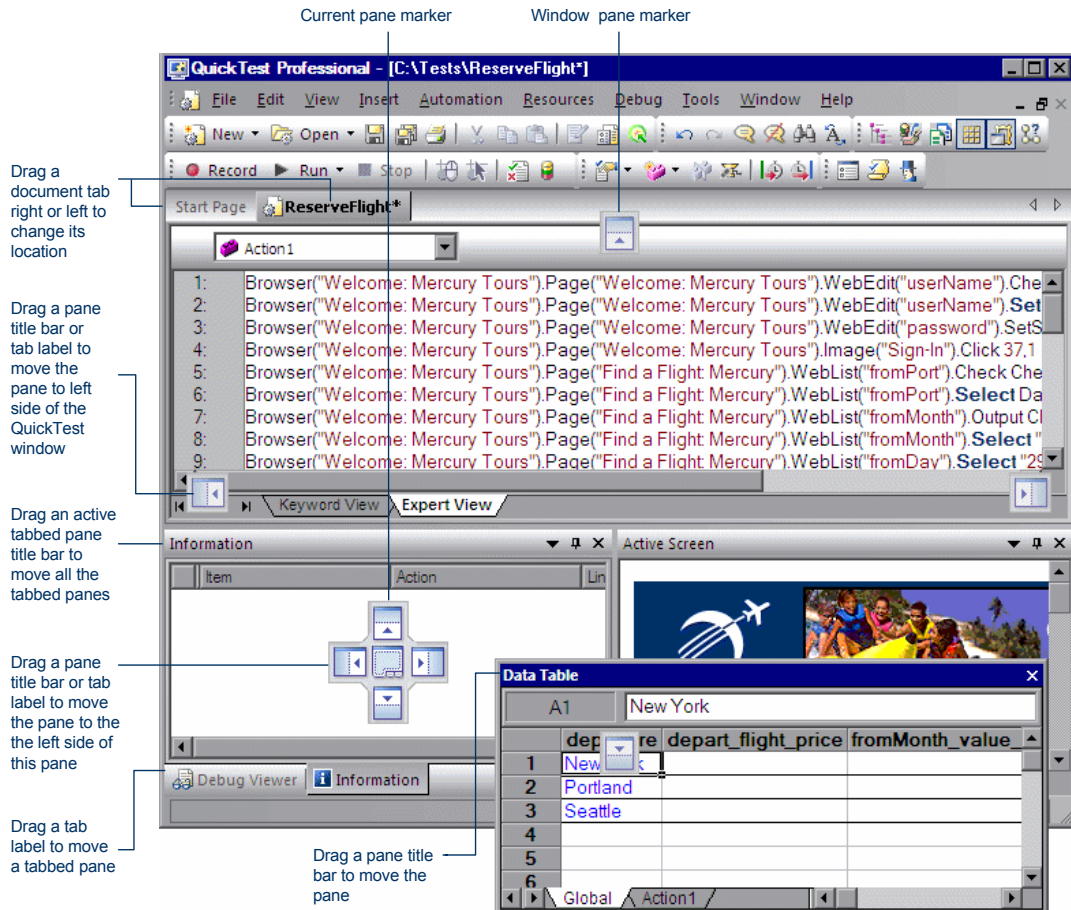 Current pane marker
Window pane marker
QuickTest Professional - [C:\Tests\ReserveFlight*]
File Edit View Insert Automation Resources Debug Tools Window Help
New Open
Record Run Stop
Drag a
document tab
right or left to
change its
location
Start Page ReserveFlight*
Action1
1: Browser("Welcome: Mercury Tours").Page("Welcome: Mercury Tours").WebEdit("userName").Che
2: Browser("Welcome: Mercury Tours").Page("Welcome: Mercury Tours").WebEdit("userName").Set
3: Browser("Welcome: Mercury Tours").Page("Welcome: Mercury Tours").WebEdit("password").SetS
4: Browser("Welcome: Mercury Tours").Page("Welcome: Mercury Tours").Image("Sign-In").Click 37,1
5: Browser("Welcome: Mercury Tours").Page("Find a Flight: Mercury").WebList("fromPort").Check Che
6: Browser("Welcome: Mercury Tours").Page("Find a Flight: Mercury").WebList("fromPort").Select Da
7: Browser("Welcome: Mercury Tours").Page("Find a Flight: Mercury").WebList("fromMonth").Output Cl
8: Browser("Welcome: Mercury Tours").Page("Find a Flight: Mercury").WebList("fromMonth").Select "
9: Browser("Welcome: Mercury Tours").Page("Find a Flight: Mercury").WebList("fromDay").Select "29
Drag a pane
title bar or
tab label to
move the
pane to left
side of the
QuickTest
window
Keyword View Expert View
Drag an active
tabbed pane
title bar to
move all the
tabbed panes
Information
Item Action Lin
Active Screen
Drag a pane
title bar or tab
label to move
the pane to the
the left side of
this pane
Debug Viewer Information
Drag a tab
label to move
a tabbed pane
Drag a pane title
bar to move the
pane
Data Table
A1 New York
depart_flight_price fromMonth_value_
1 New
2 Portland
3 Seattle
4
5
6
Global Action1